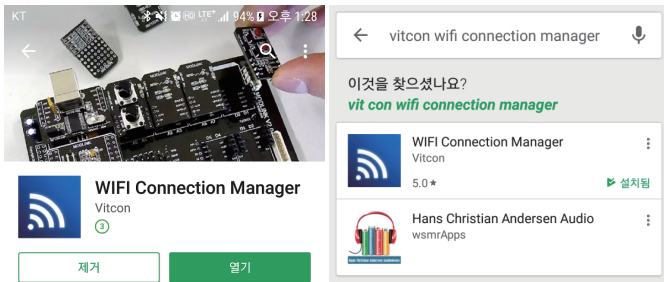 KT LTE+ 94% 오후 1:28
MODLINK
WIFI Connection Manager
Vitcon
3
제거
열기
vitcon wifi connection manager
이것을 찾으셨나요?
vit con wifi connection manager
WIFI Connection Manager
Vitcon
5.0★
설치됨
Hans Christian Andersen Audio
wsmrApps